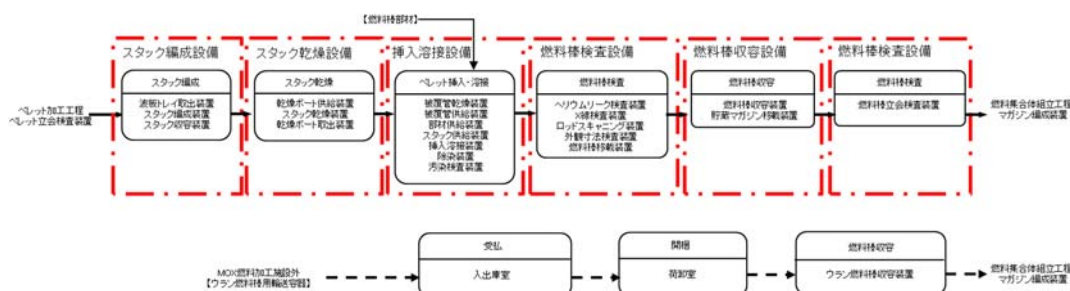 【燃料棒部材】
スタック編成設備
スタック乾燥設備
挿入溶接設備
燃料棒検査設備
燃料棒収容設備
燃料棒検査設備
スタック編成
波板トレイ取出装置
スタック編成装置
スタック収容装置
スタック乾燥
乾燥ボート供給装置
スタック乾燥装置
乾燥ボート取出装置
ペレット挿入・溶接
被覆管乾燥装置
被覆管供給装置
部材供給装置
スタック供給装置
挿入溶接装置
除染装置
汚染検査装置
燃料棒検査
ヘリウムリーク検査装置
X線検査装置
ロッドスキャニング装置
外観寸法検査装置
燃料棒移載装置
燃料棒収容
燃料棒収容装置
貯蔵マガジン移載装置
燃料棒検査
燃料棒立会検査装置
ペレット加工工程
ペレット立会検査装置
燃料集合体組立工程
マガジン編成装置
受払
入出庫室
開梱
荷卸室
燃料棒収容
ウラン燃料棒収容装置
MOX燃料加工施設外
【ウラン燃料棒用輸送容器】
燃料集合体組立工程
マガジン編成装置